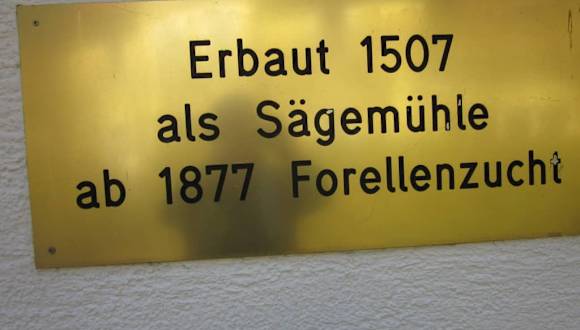 Erbaut 1507
als Sägemühle
ab 1877 Forellenzucht